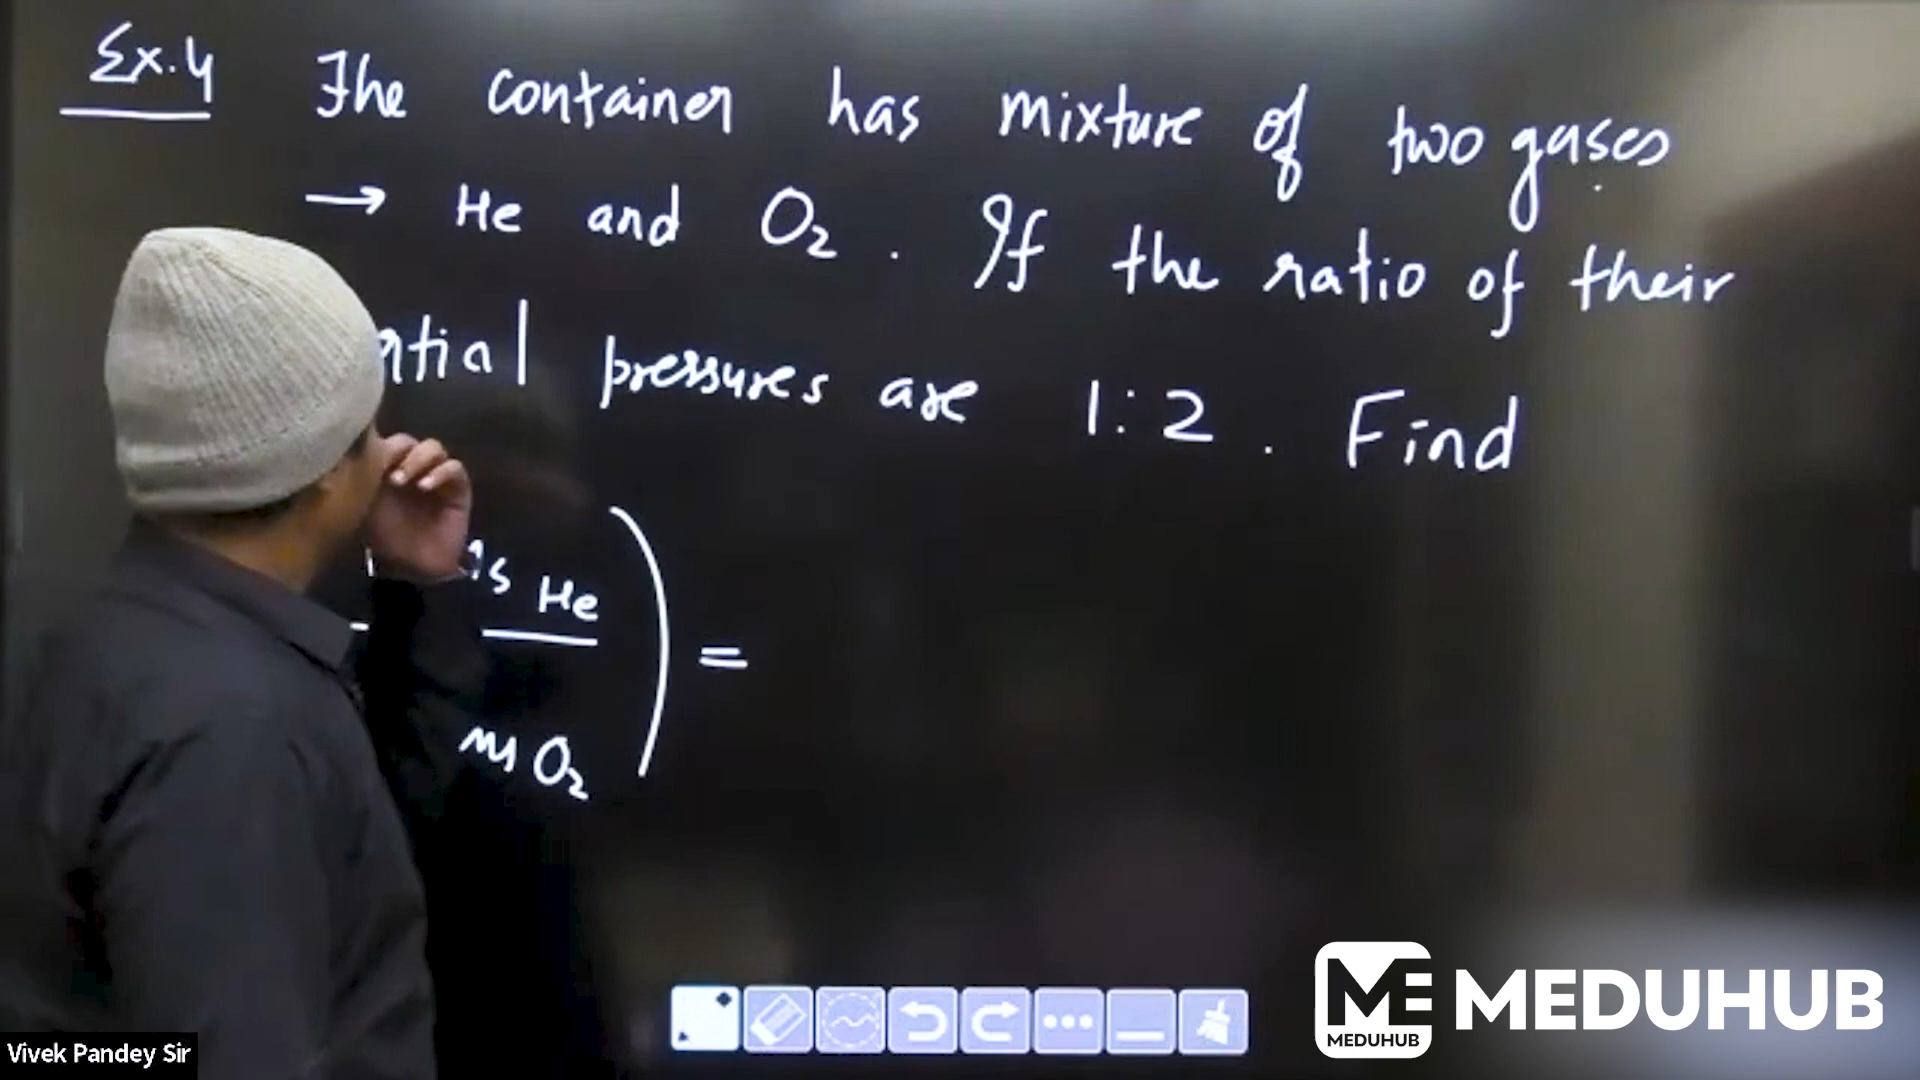 Ex.4 The container has mixture of two gases
→ He and O₂. If the ratio of their
pressures are 1:2. Find
He
) =
O₂
ME MEDUHUB
MEDUHUB
Vivek Pandey Sir